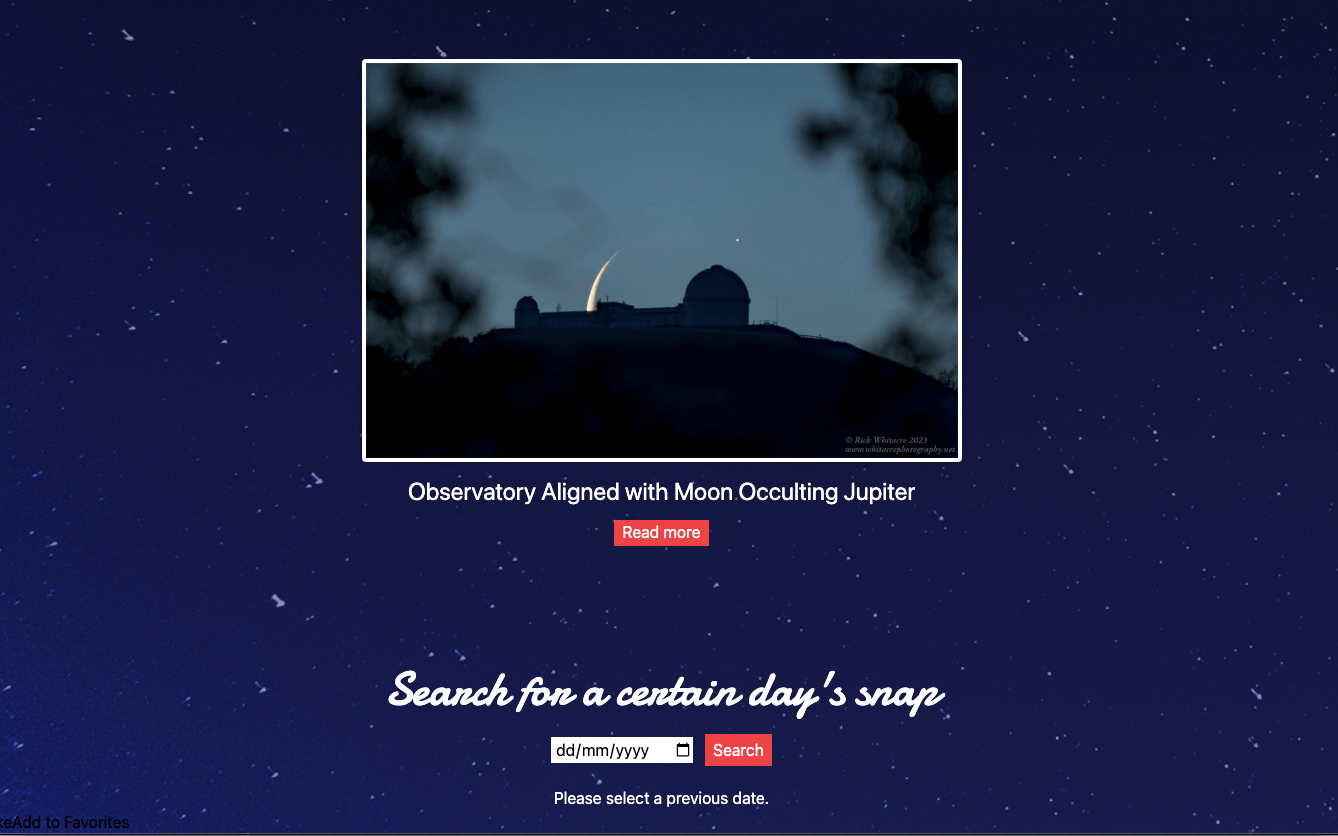 © Rick Whitacre 2023
www.whitacrephotography.net
Observatory Aligned with Moon Occulting Jupiter
Read more
Search for a certain day's snap
dd/mm/yyyy
Search
Please select a previous date.
keAdd to Favorites